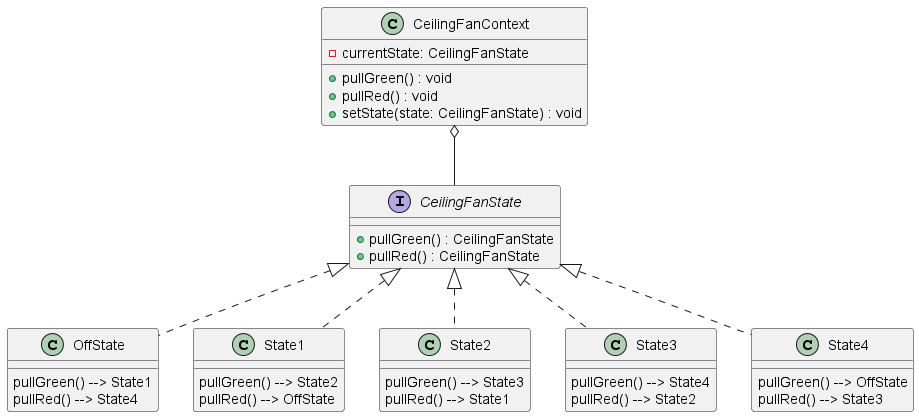 C CeilingFanContext
currentState: CeilingFanState
pullGreen() : void
pullRed() : void
setState(state: CeilingFanState) : void
I CeilingFanState
pullGreen() : CeilingFanState
pullRed() : CeilingFanState
C OffState
pullGreen() --> State1
pullRed() --> State4
C State1
pullGreen() --> State2
pullRed() --> OffState
C State2
pullGreen() --> State3
pullRed() --> State1
C State3
pullGreen() --> State4
pullRed() --> State2
C State4
pullGreen() --> OffState
pullRed() --> State3